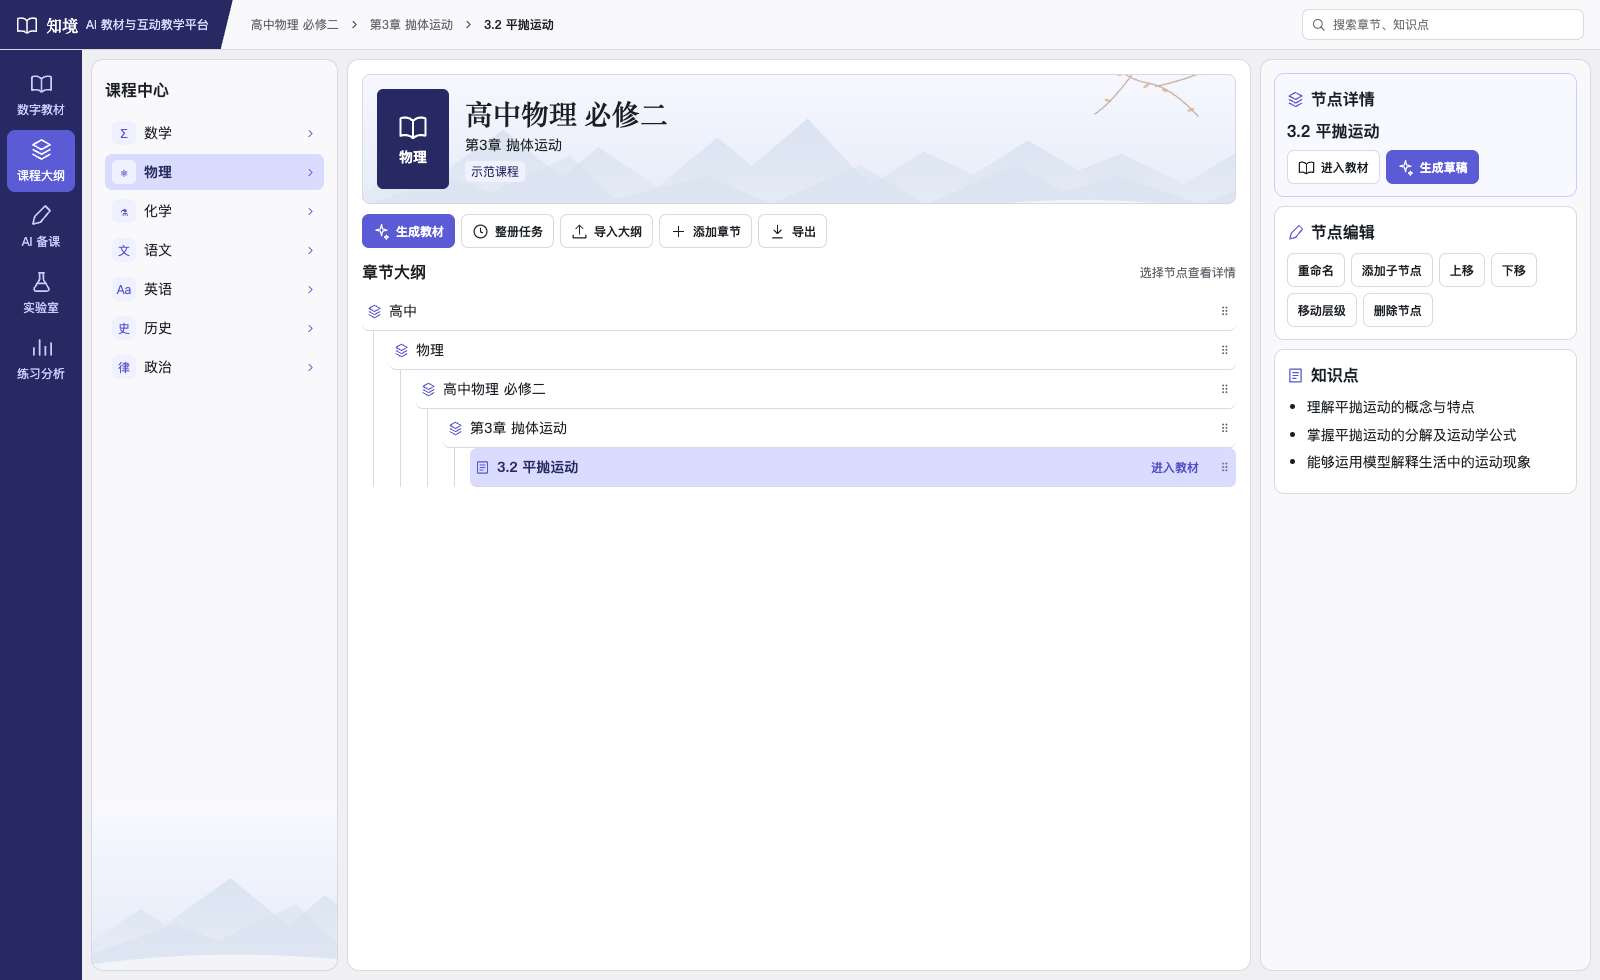 知境 AI 教材与互动教学平台
高中物理 必修二 > 第3章 抛体运动 > 3.2 平抛运动
搜索章节、知识点
数字教材
课程大纲
AI 备课
实验室
练习分析
课程中心
Σ 数学
物理
化学
文 语文
Aa 英语
史 历史
律 政治
物理
高中物理 必修二
第3章 抛体运动
示范课程
生成教材
整册任务
导入大纲
添加章节
导出
章节大纲
选择节点查看详情
高中
物理
高中物理 必修二
第3章 抛体运动
3.2 平抛运动
进入教材
节点详情
3.2 平抛运动
进入教材
生成草稿
节点编辑
重命名
添加子节点
上移
下移
移动层级
删除节点
知识点
理解平抛运动的概念与特点
掌握平抛运动的分解及运动学公式
能够运用模型解释生活中的运动现象